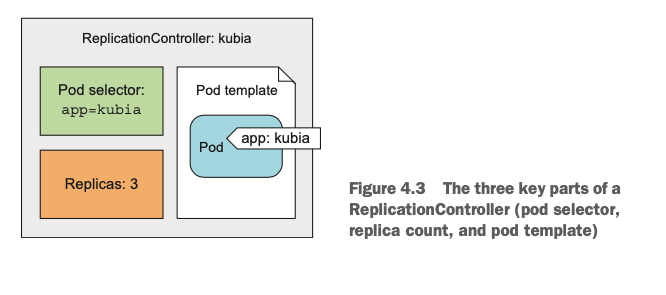 ReplicationController: kubia
Pod selector:
app=kubia
Replicas: 3
Pod template
Pod
app: kubia
Figure 4.3 The three key parts of a
ReplicationController (pod selector,
replica count, and pod template)